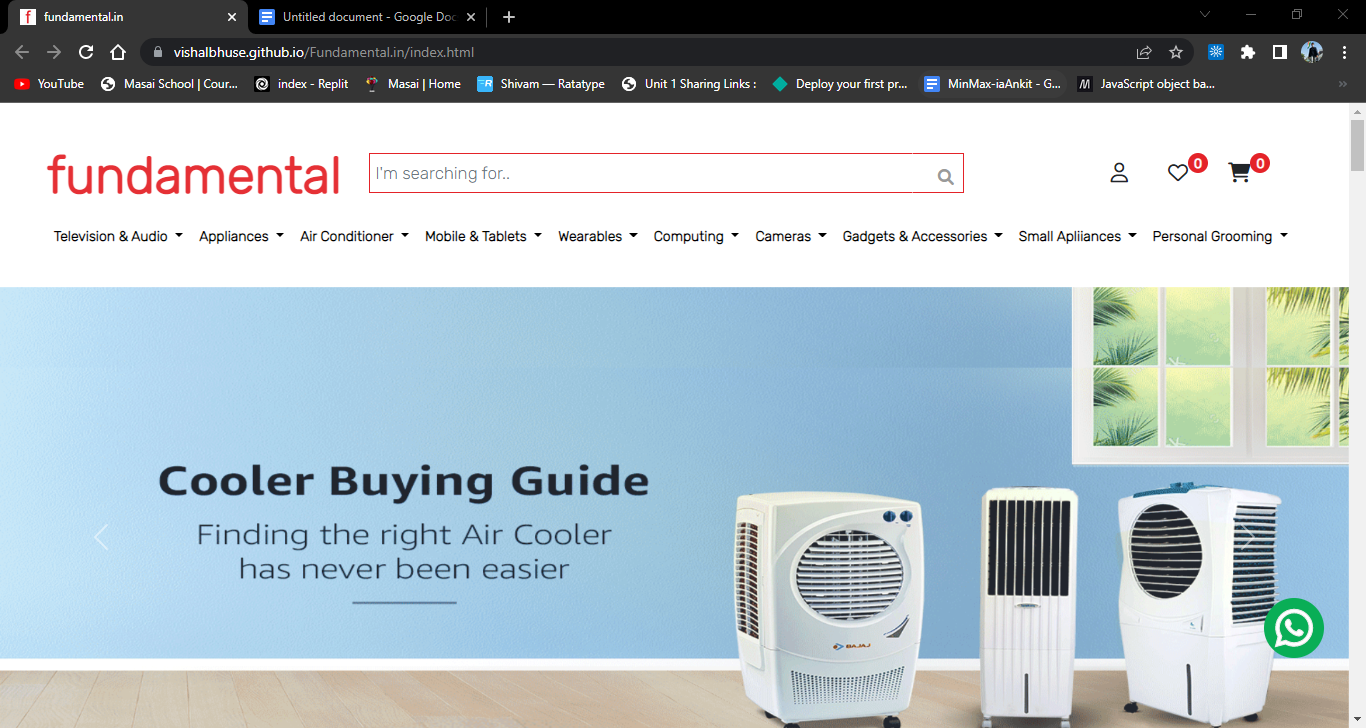 f fundamental.in
Untitled document - Google Doc
vishalbhuse.github.io/Fundamental.in/index.html
YouTube
Masai School | Cour...
index - Replit
Masai | Home
Shivam — Ratatype
Unit 1 Sharing Links :
Deploy your first pr...
MinMax-iaAnkit - G...
JavaScript object ba...
fundamental
I'm searching for..
0
0
Television & Audio
Appliances
Air Conditioner
Mobile & Tablets
Wearables
Computing
Cameras
Gadgets & Accessories
Small Apliiances
Personal Grooming
Cooler Buying Guide
Finding the right Air Cooler
has never been easier
BAJAJ